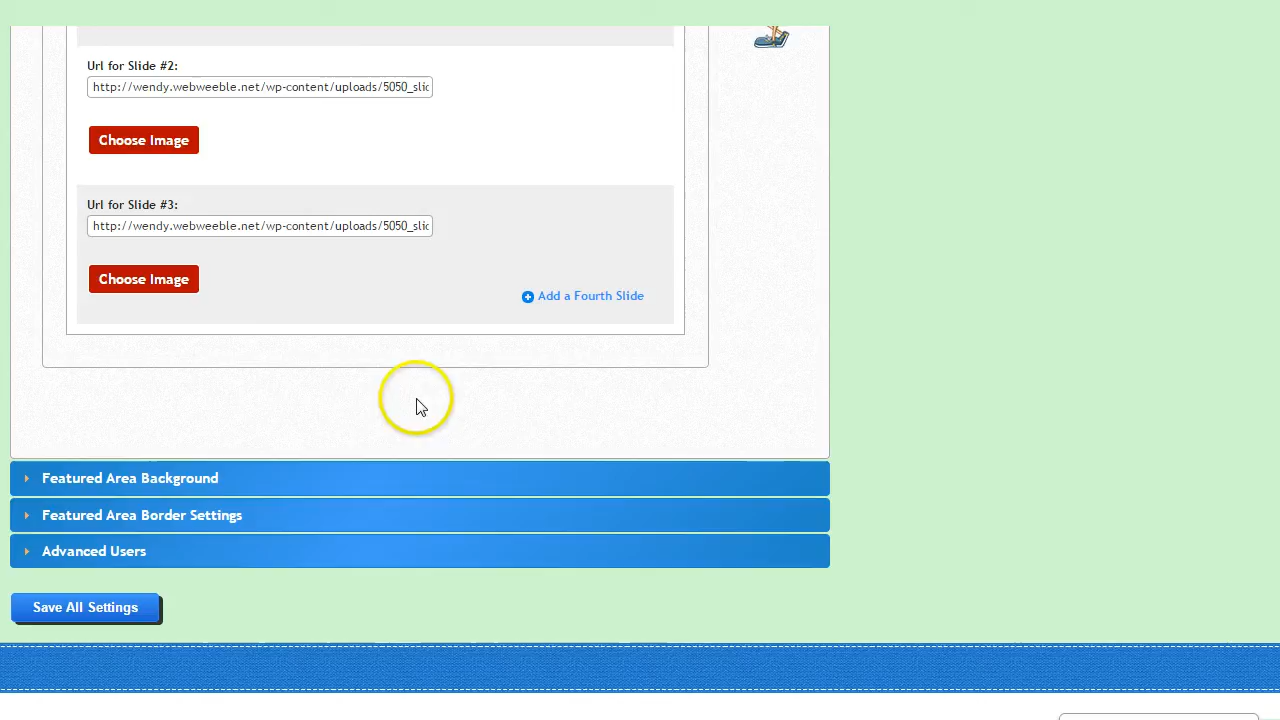 Url for Slide #2:
http://wendy.webweeble.net/wp-content/uploads/5050_slic
Choose Image
Url for Slide #3:
http://wendy.webweeble.net/wp-content/uploads/5050_slic
Choose Image
Add a Fourth Slide
Featured Area Background
Featured Area Border Settings
Advanced Users
Save All Settings